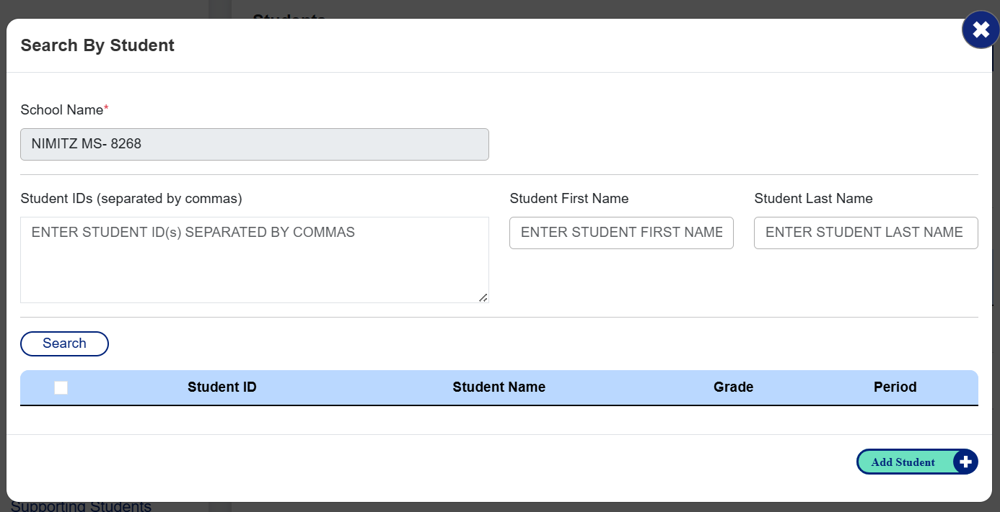 Students
Search By Student
School Name*
NIMITZ MS- 8268
Student IDs (separated by commas)
Student First Name
Student Last Name
ENTER STUDENT ID(s) SEPARATED BY COMMAS
ENTER STUDENT FIRST NAME
ENTER STUDENT LAST NAME
Search
Student ID Student Name Grade Period
Add Student
Supporting Students